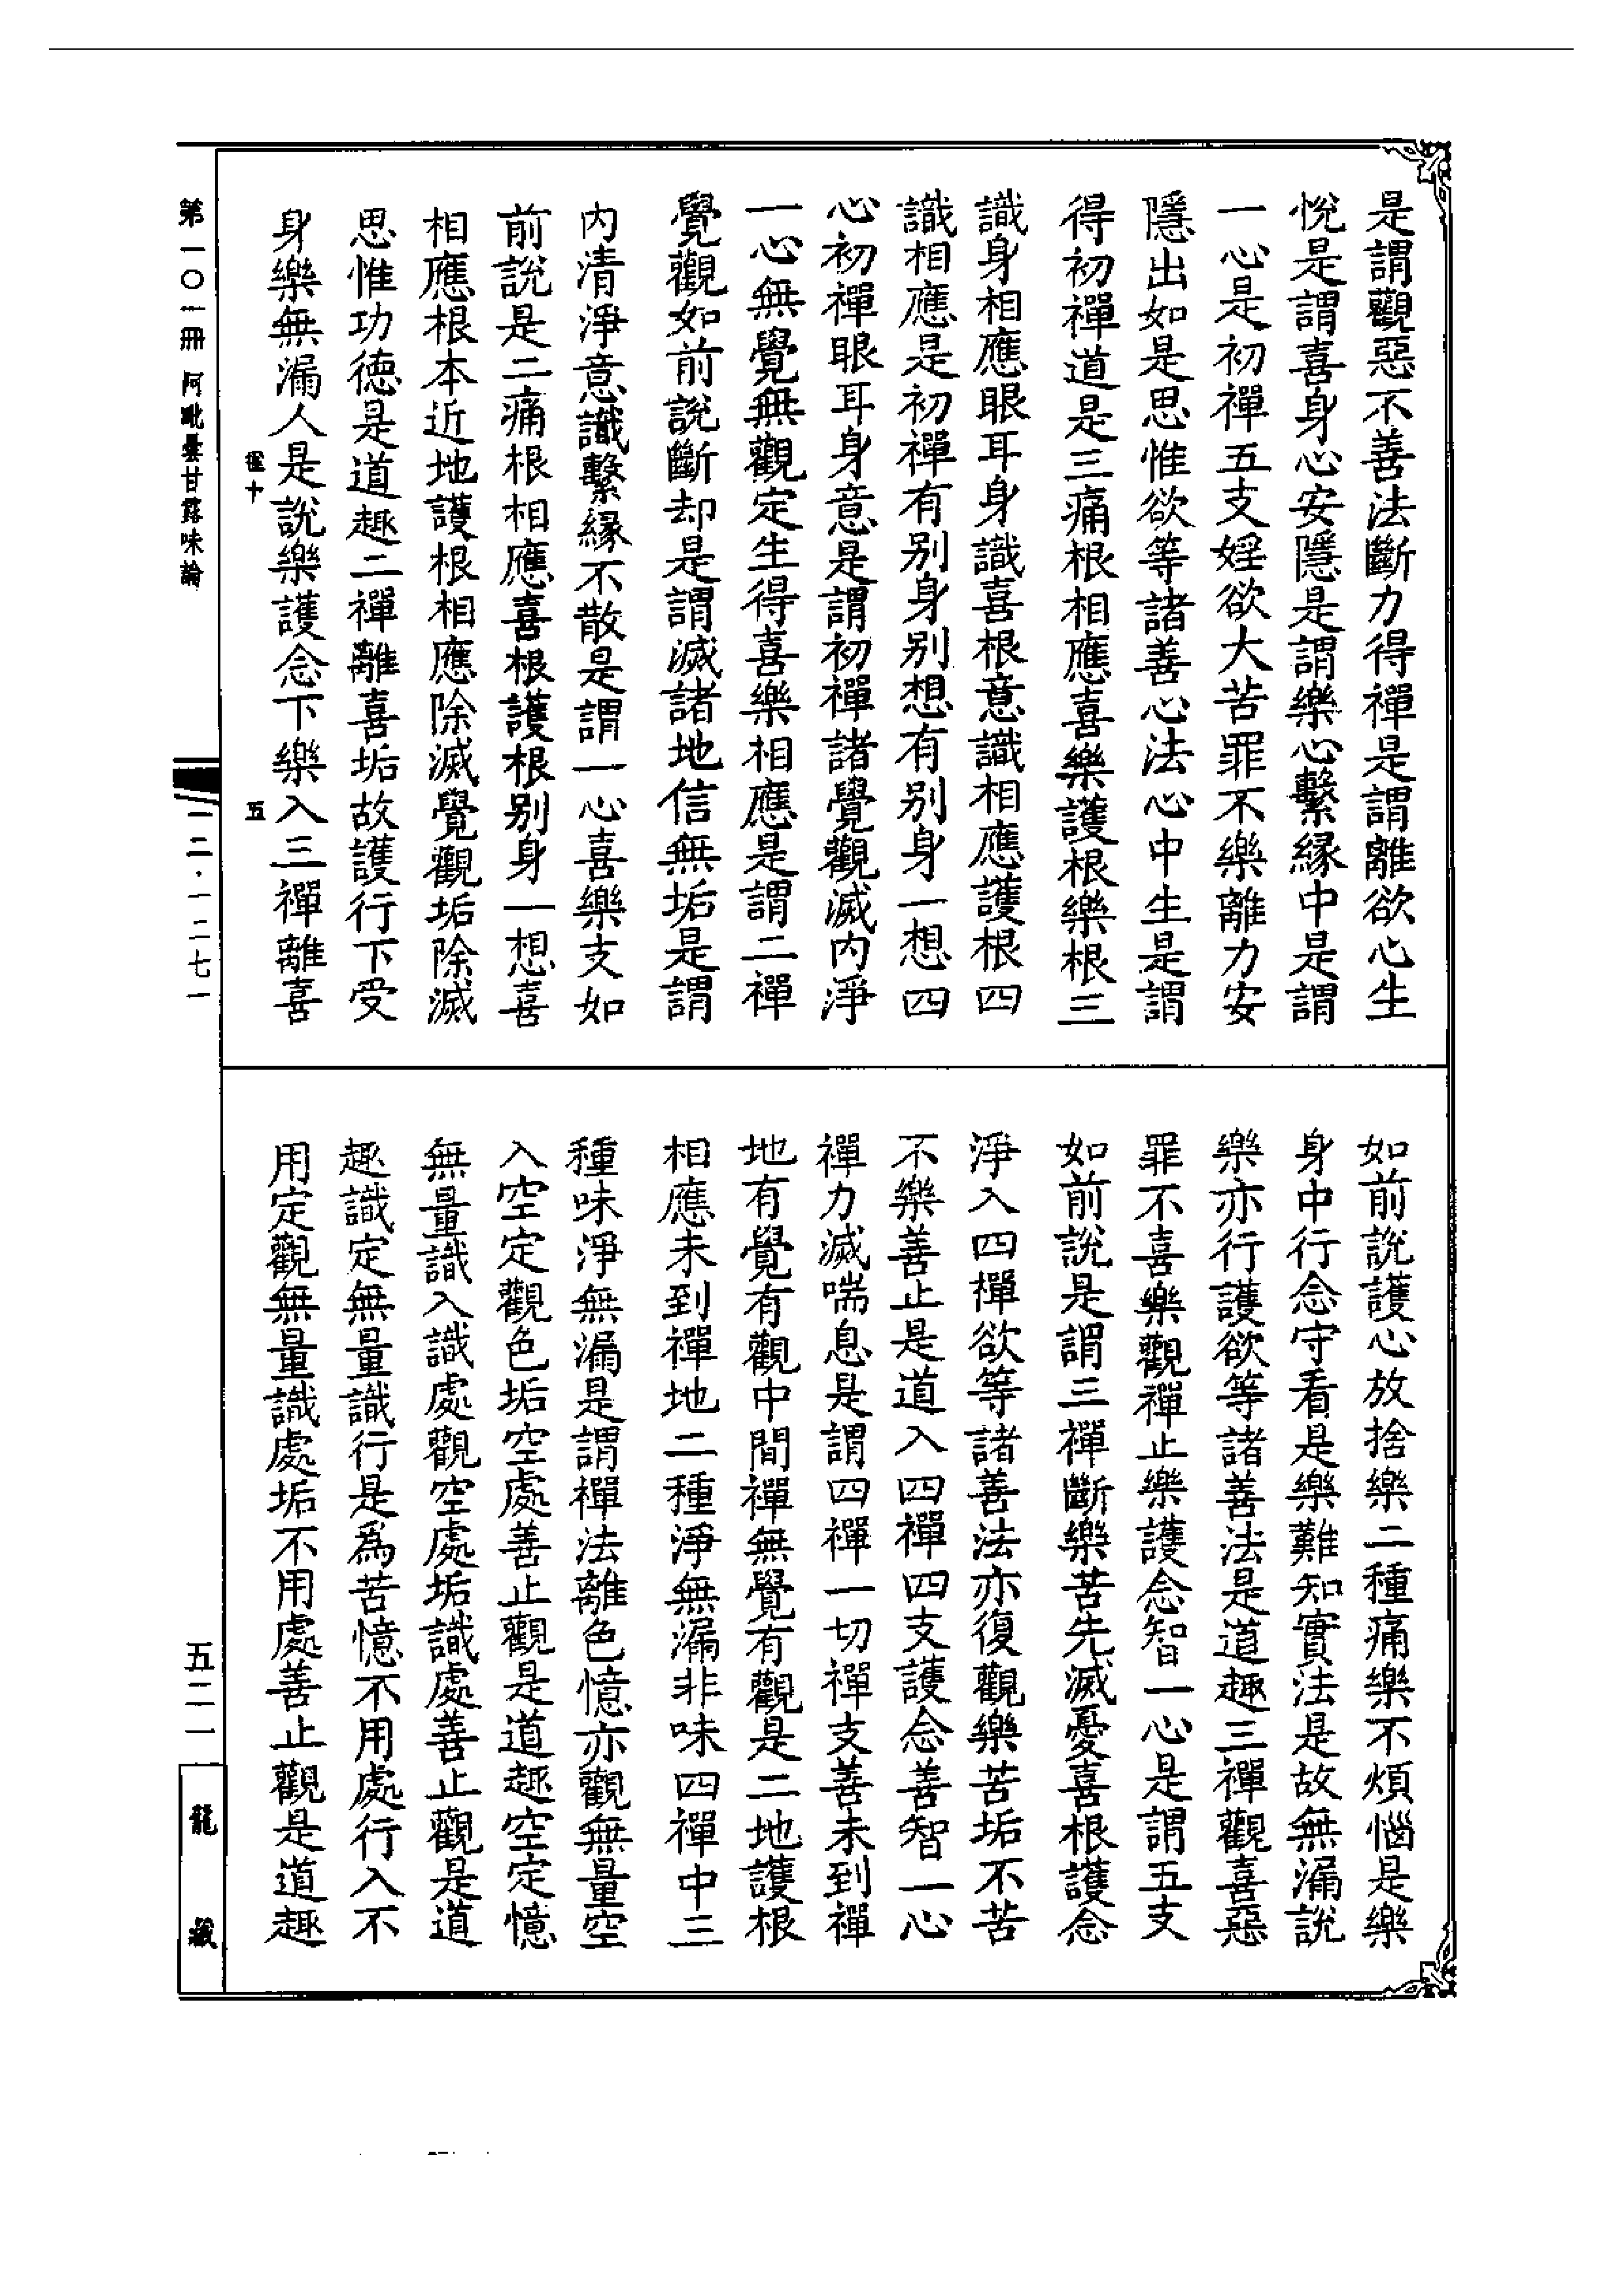 是謂觀惡不善法斷力得禪是謂離欲心生
悅是謂喜身心安隱是謂樂心繫緣中是謂
一心是初禪五支婬欲大苦罪不樂離力安
隱出如是思惟欲等諸善心法心中生是謂
得初禪道是三痛根相應喜樂護根樂根三
識身相應眼耳身識喜根意識相應護根四
識相應是初禪有別身別想有別身一想四
心初禪眼耳身意是謂初禪諸覺觀滅內淨
一心無覺無觀定生得喜樂相應是謂二禪
覺觀如前說斷却是謂滅諸地信無垢是謂
內清淨意識繫緣不散是謂一心喜樂支如
前說是二痛根相應喜根護根別身一想喜
相應根本近地護根相應除滅覺觀垢除滅
思惟功德是道趣二禪離喜垢故護行下受
身樂無漏人是說樂護念下樂入三禪離喜
如前說護心放捨樂二種痛樂不煩惱是樂
身中行念守看是樂難知實法是故無漏說
樂亦行護欲等諸善法是道趣三禪觀喜惡
罪不喜樂觀禪止樂護念智一心是謂五支
如前說是謂三禪斷樂苦先滅憂喜根護念
淨入四禪欲等諸善法亦復觀樂苦垢不苦
不樂善止是道入四禪四支護念善智一心
禪力滅喘息是謂四禪一切禪支善未到禪
地有覺有觀中間禪無覺有觀是二地護根
相應未到禪地二種淨無漏非味四禪中三
種味淨無漏是謂禪法離色憶亦觀無量空
入空定觀色垢空處善止觀是道趣空定憶
無量識入識處觀空處垢識處善止觀是道
趣識定無量識行是為苦憶不用處行入不
用定觀無量識處垢不用處善止觀是道趣
第一〇一冊 阿毗曇甘露味論
一二·一二七一
五二一
龍藏
十
五